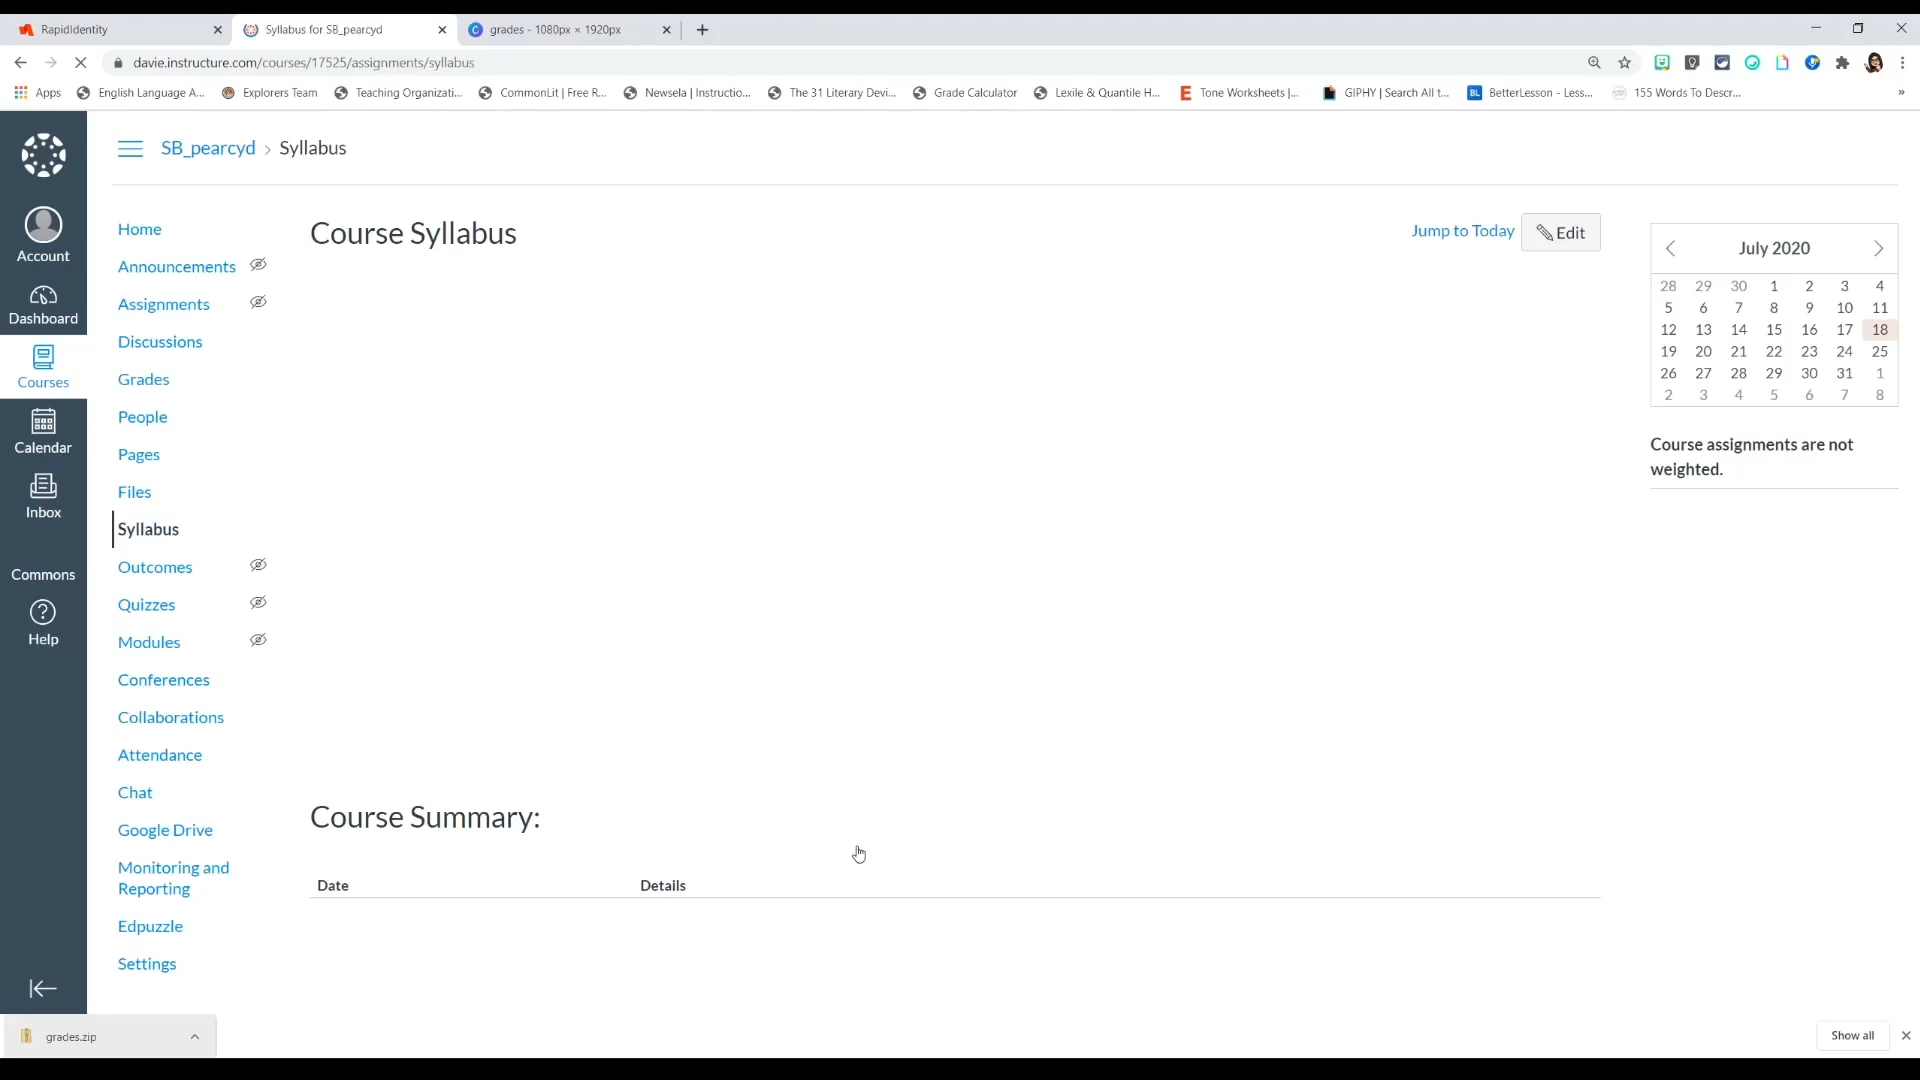 RapidIdentity
Syllabus for SB_pearcyd
grades - 1080px × 1920px
davie.instructure.com/courses/17525/assignments/syllabus
Apps
English Language A...
Explorers Team
Teaching Organizati...
CommonLit | Free R...
Newsela | Instructio...
The 31 Literary Devi...
Grade Calculator
Lexile & Quantile H...
Tone Worksheets |...
GIPHY | Search All t...
BetterLesson - Less...
155 Words To Descr...
SB_pearcyd › Syllabus
Account
Dashboard
Courses
Calendar
Inbox
Commons
Help
Home
Announcements
Assignments
Discussions
Grades
People
Pages
Files
Syllabus
Outcomes
Quizzes
Modules
Conferences
Collaborations
Attendance
Chat
Google Drive
Monitoring and
Reporting
Edpuzzle
Settings
Course Syllabus
Jump to Today
Edit
Course Summary:
Date Details
July 2020
28 29 30 1 2 3 4
5 6 7 8 9 10 11
12 13 14 15 16 17 18
19 20 21 22 23 24 25
26 27 28 29 30 31 1
2 3 4 5 6 7 8
Course assignments are not
weighted.
grades.zip
Show all